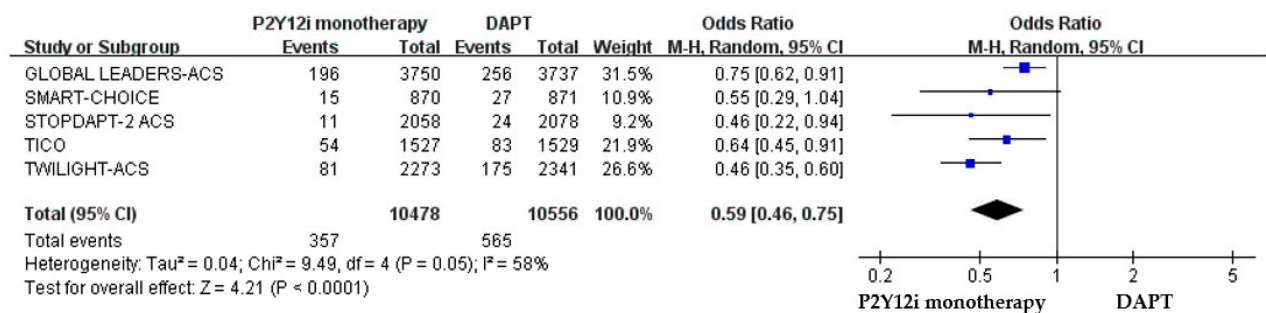 P2Y12i monotherapy DAPT Odds Ratio Odds Ratio
Study or Subgroup Events Total Events Total Weight M-H, Random, 95% CI M-H, Random, 95% CI
GLOBAL LEADERS-ACS 196 3750 256 3737 31.5% 0.75 [0.62, 0.91]
SMART-CHOICE 15 870 27 871 10.9% 0.55 [0.29, 1.04]
STOPDAPT-2 ACS 11 2058 24 2078 9.2% 0.46 [0.22, 0.94]
TICO 54 1527 83 1529 21.9% 0.64 [0.45, 0.91]
TWILIGHT-ACS 81 2273 175 2341 26.6% 0.46 [0.35, 0.60]
Total (95% CI) 10478 10556 100.0% 0.59 [0.46, 0.75]
Total events 357 565
Heterogeneity: Tau² = 0.04; Chi² = 9.49, df = 4 (P = 0.05); I² = 58%
Test for overall effect: Z = 4.21 (P < 0.0001)
0.2 0.5 1 2 5
P2Y12i monotherapy DAPT